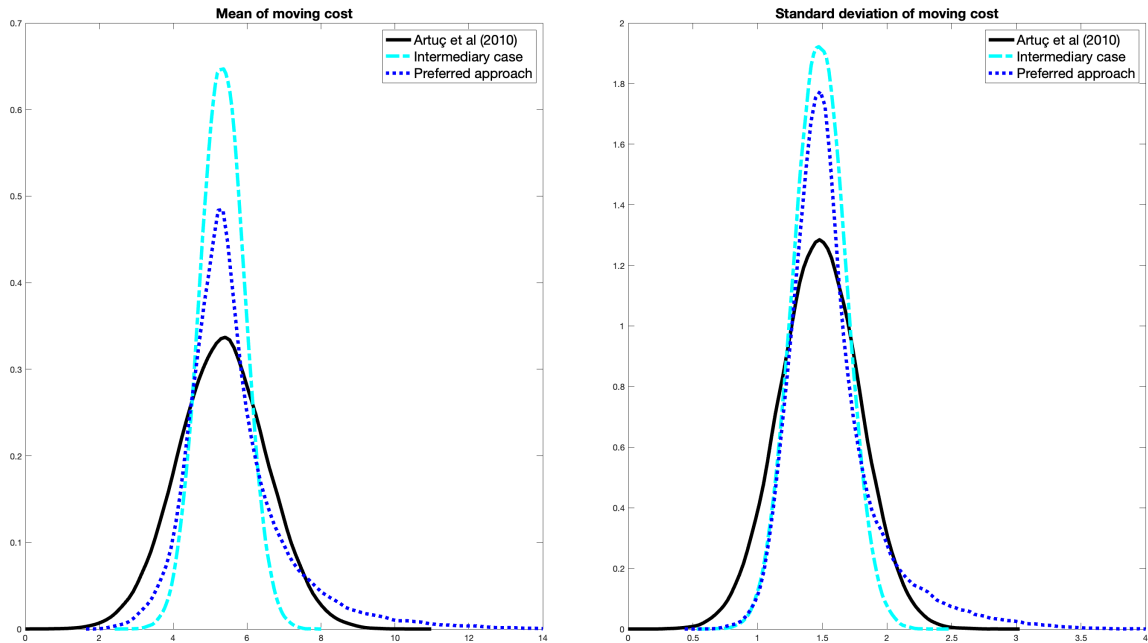 Mean of moving cost
0.7
0.6
0.5
0.4
0.3
0.2
0.1
0
0 2 4 6 8 10 12 14
Artuç et al (2010)
Intermediary case
Preferred approach
Standard deviation of moving cost
2
1.8
1.6
1.4
1.2
1
0.8
0.6
0.4
0.2
0
0 0.5 1 1.5 2 2.5 3 3.5
Artuç et al (2010)
Intermediary case
Preferred approach